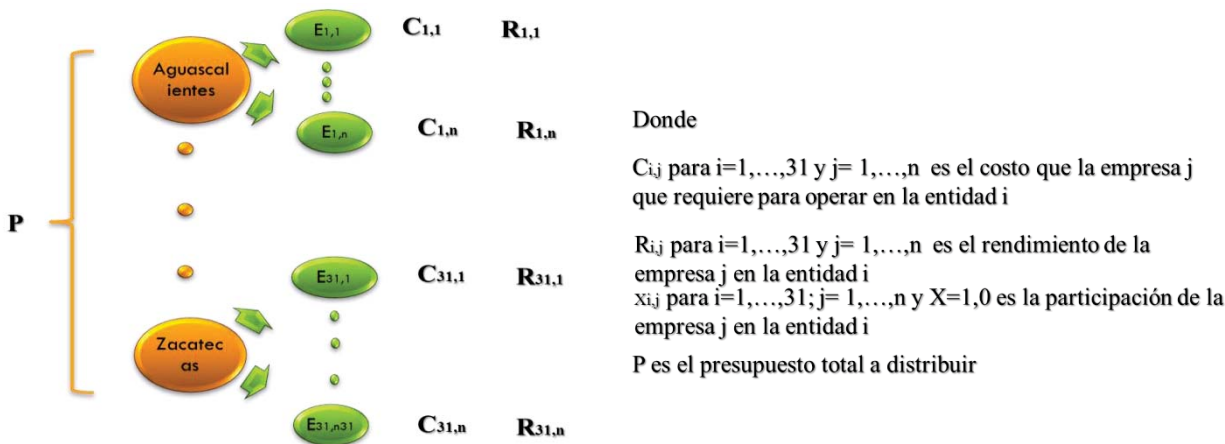 P
Aguascal
ientes
E1,1
C1,1
R1,1
E1,n
C1,n
R1,n
E31,1
C31,1
R31,1
Zacatec
as
E31,n31
C31,n
R31,n
Donde
Ci,j para i=1,…,31 y j= 1,…,n es el costo que la empresa j
que requiere para operar en la entidad i
Ri,j para i=1,…,31 y j= 1,…,n es el rendimiento de la
empresa j en la entidad i
xi,j para i=1,…,31; j= 1,…,n y X=1,0 es la participación de la
empresa j en la entidad i
P es el presupuesto total a distribuir